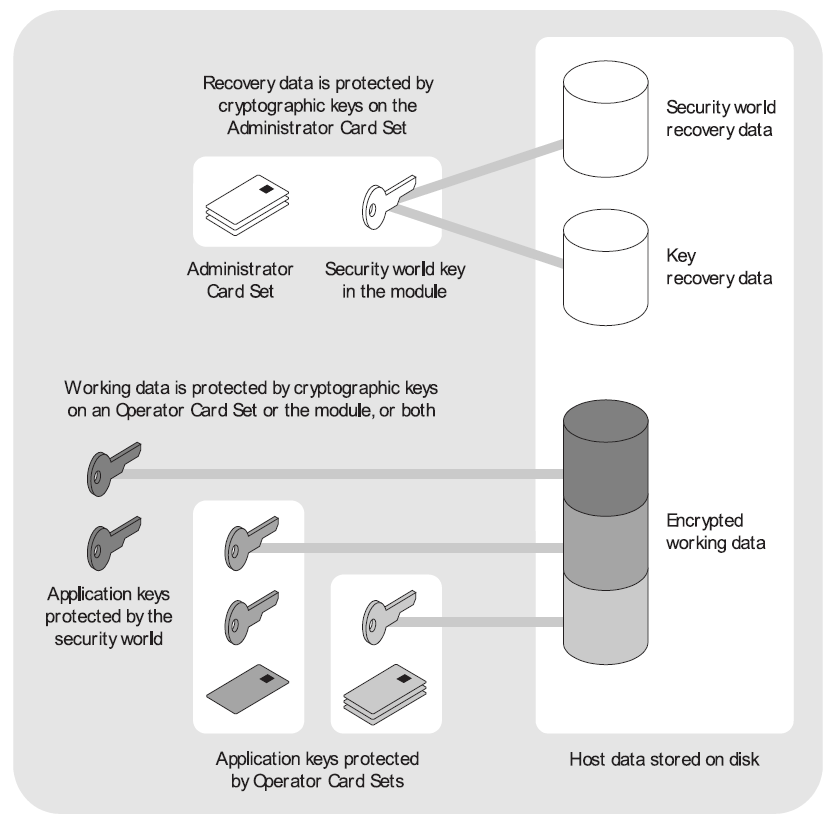 Recovery data is protected by
cryptographic keys on the
Administrator Card Set
Security world
recovery data
Administrator
Card Set
Security world key
in the module
Key
recovery data
Working data is protected by cryptographic keys
on an Operator Card Set or the module, or both
Encrypted
working data
Application keys
protected by the
security world
Application keys protected
by Operator Card Sets
Host data stored on disk